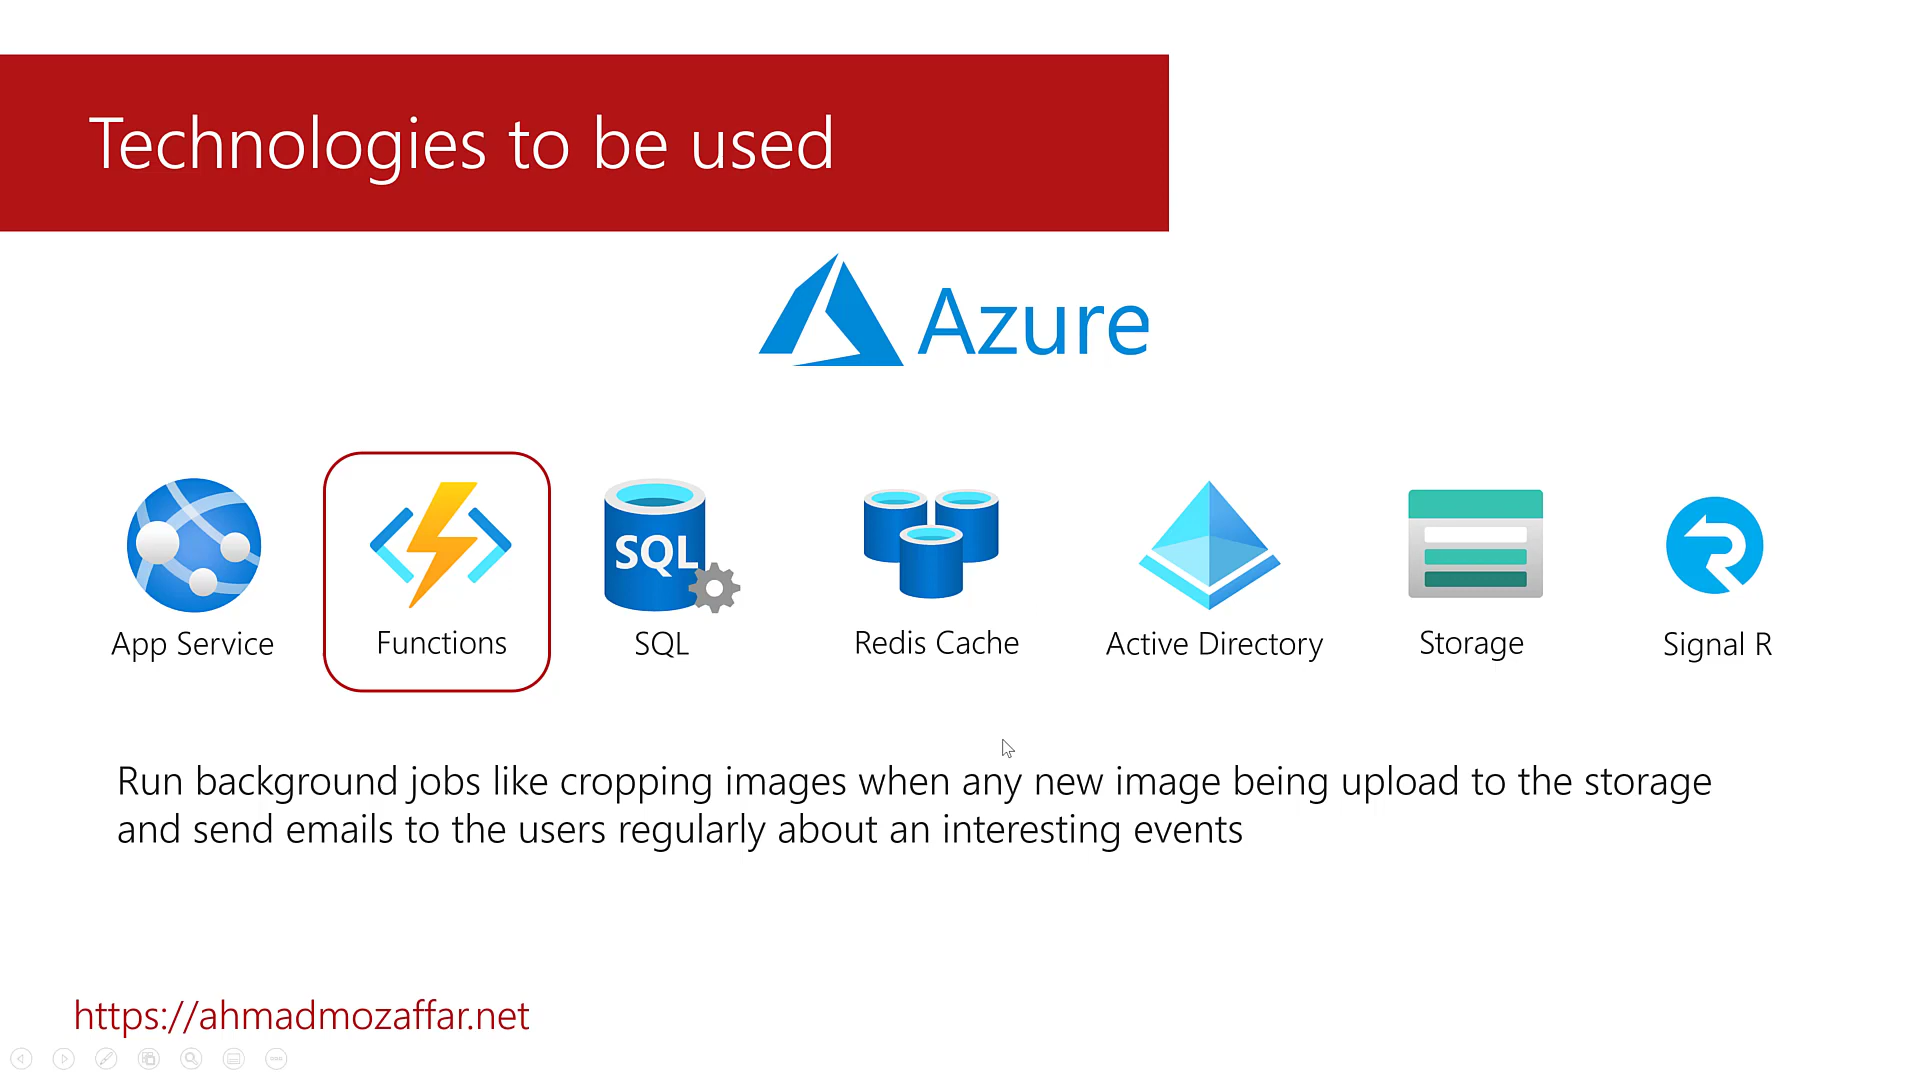 Technologies to be used
Azure
SQL
App Service
Functions
SQL
Redis Cache
Active Directory
Storage
Signal R
Run background jobs like cropping images when any new image being upload to the storage
and send emails to the users regularly about an interesting events
https://ahmadmozaffar.net